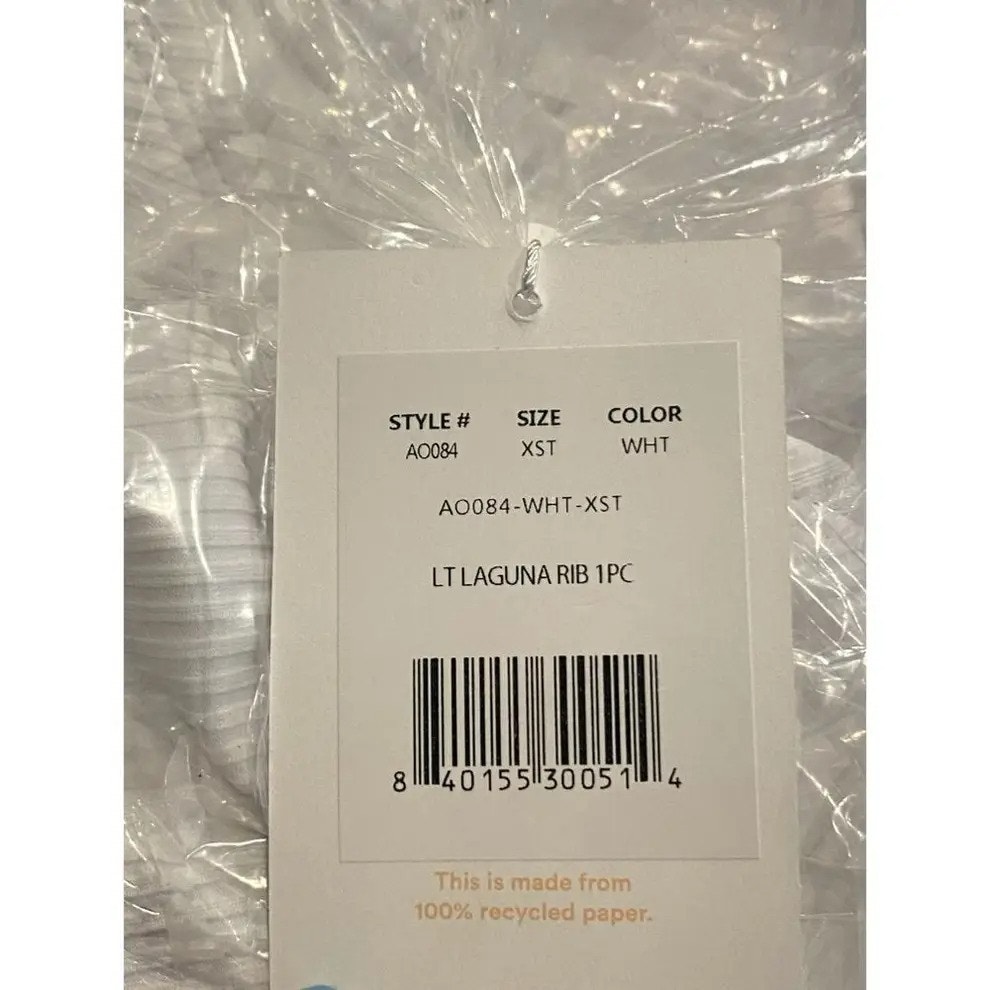 STYLE # SIZE COLOR
AO084 XST WHT
AO084-WHT-XST
LT LAGUNA RIB 1PC
8 40155 30051 4
This is made from
100% recycled paper.